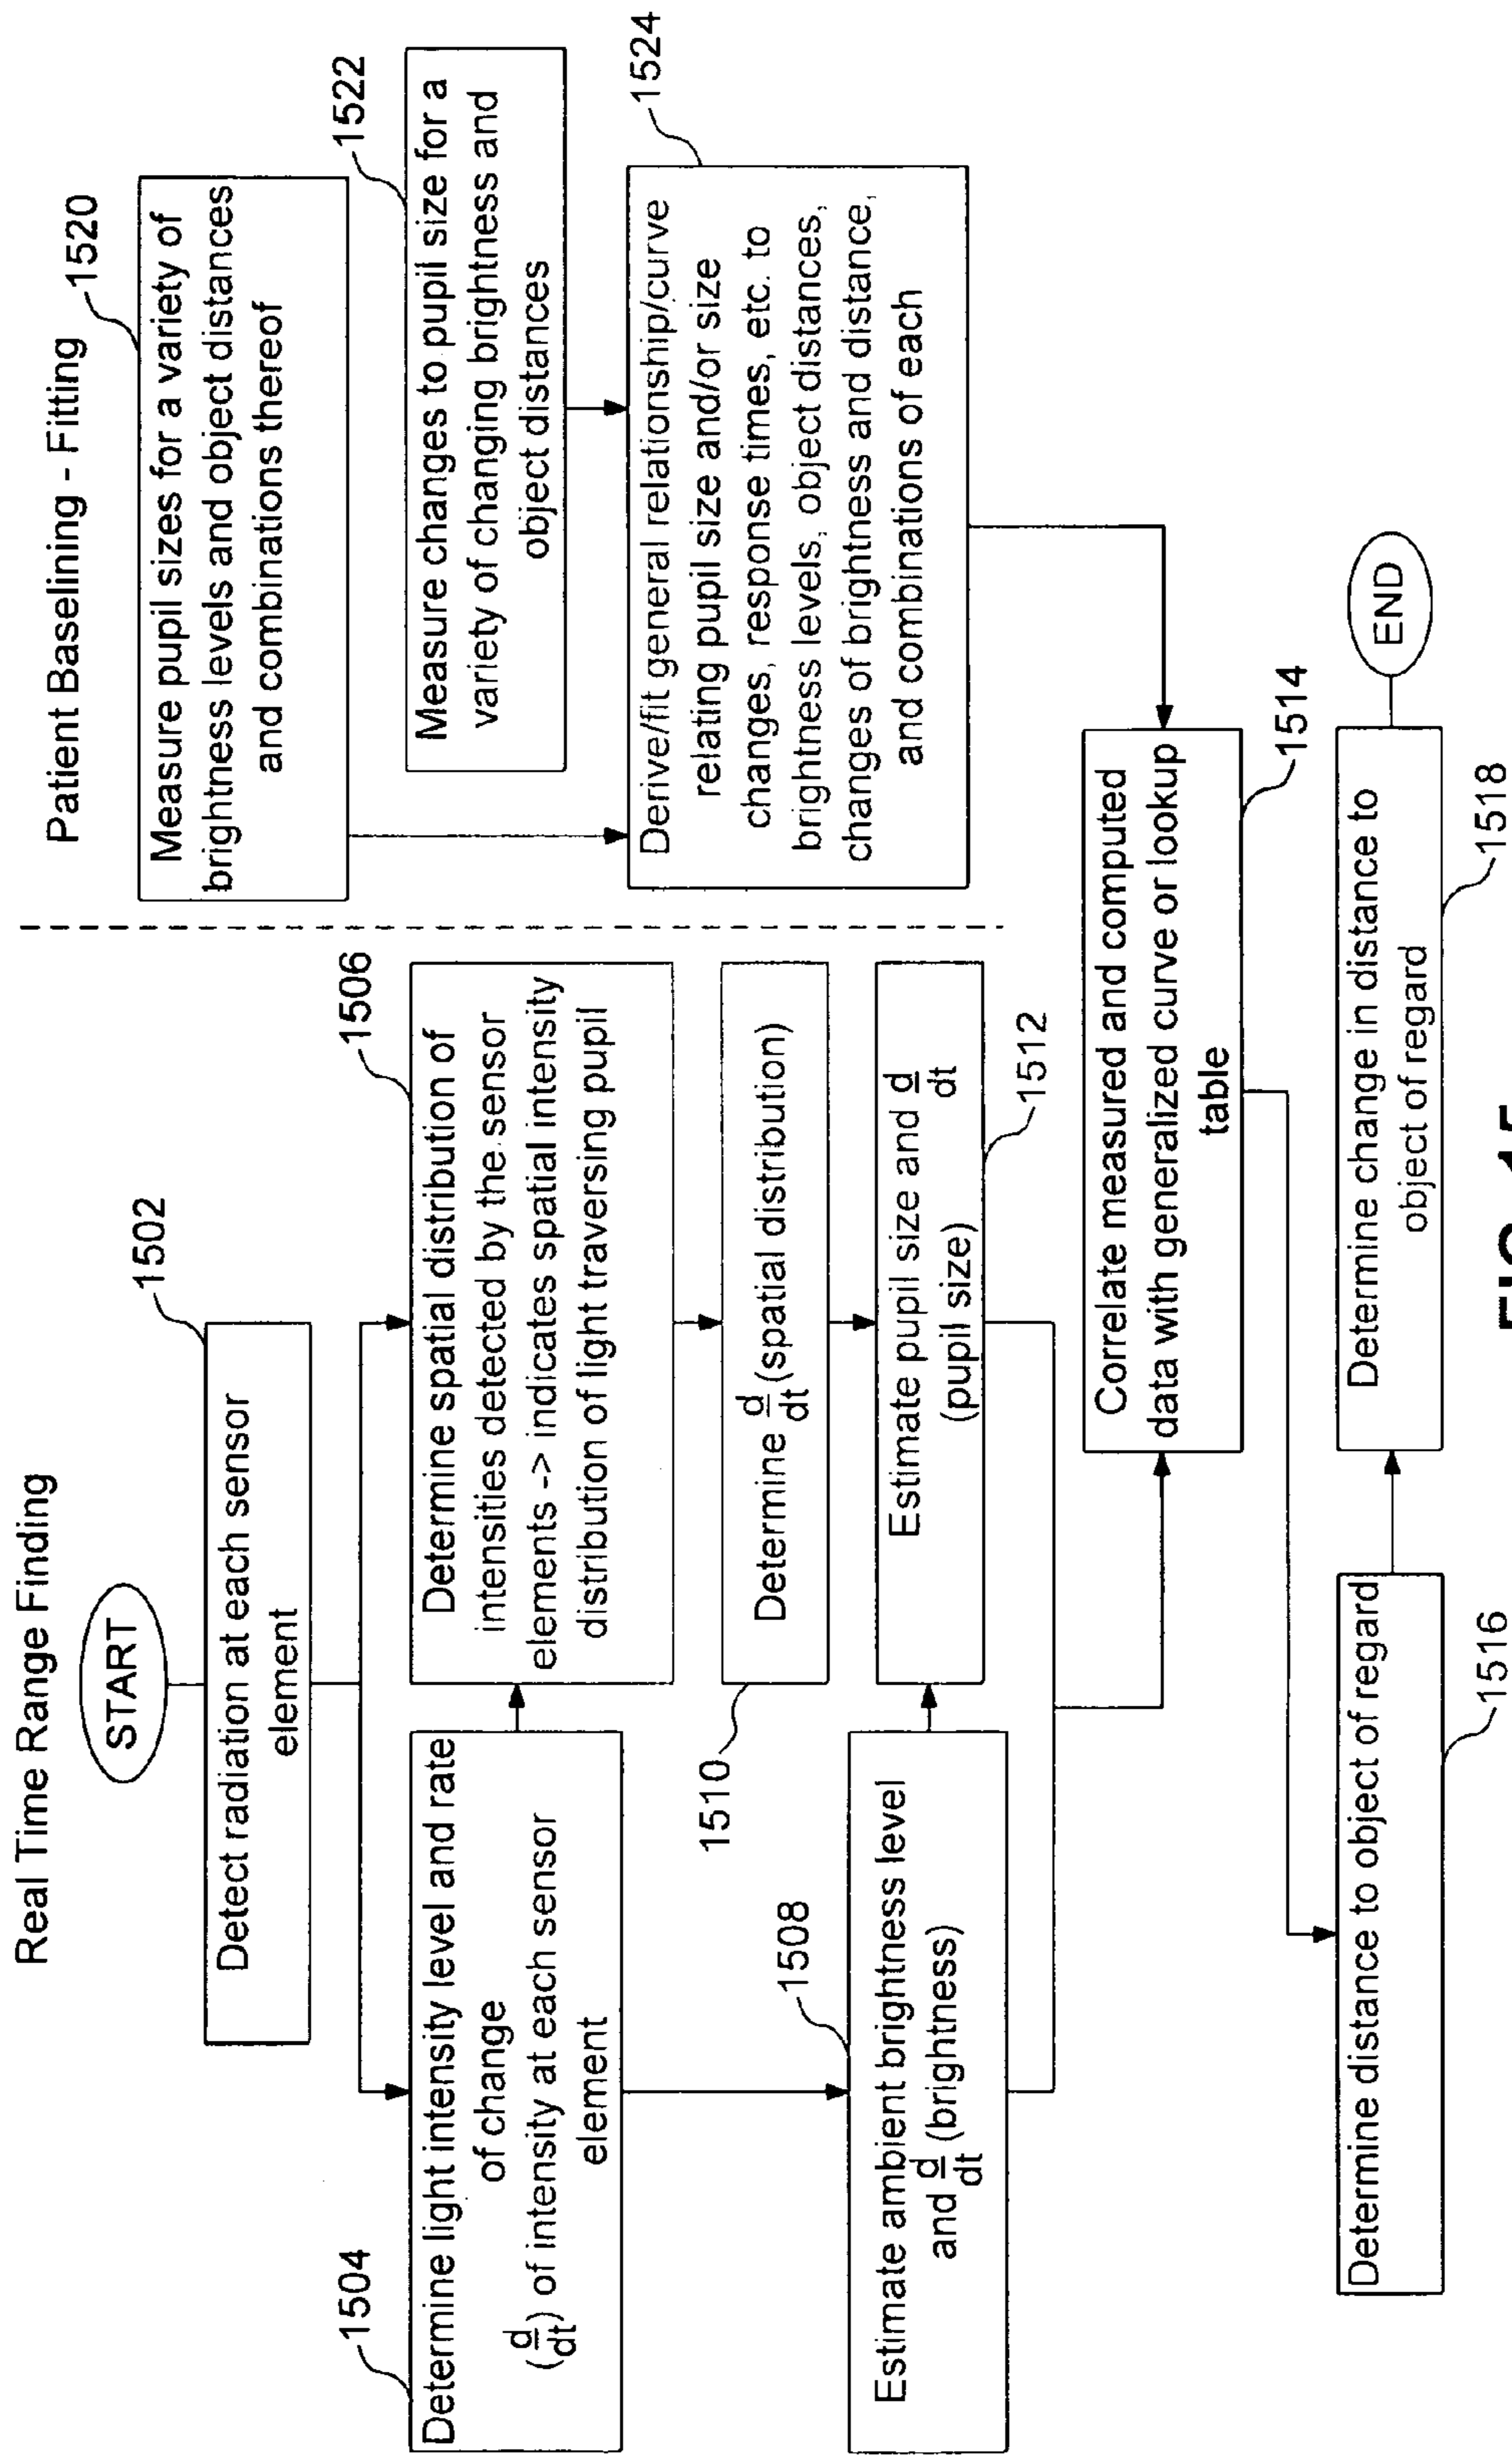 Real Time Range Finding
START
1502
Detect radiation at each sensor
element
1504
Determine light intensity level and rate
of change
(d/dt) of intensity at each sensor
element
1506
Determine spatial distribution of
intensities detected by the sensor
elements -> indicates spatial intensity
distribution of light traversing pupil
1510
Determine d/dt (spatial distribution)
1508
Estimate ambient brightness level
and d/dt (brightness)
Estimate pupil size and d/dt
(pupil size)
1512
Patient Baselining - Fitting
1520
Measure pupil sizes for a variety of
brightness levels and object distances
and combinations thereof
1522
Measure changes to pupil size for a
variety of changing brightness and
object distances
1524
Derive/fit general relationship/curve
relating pupil size and/or size
changes, response times, etc. to
brightness levels, object distances,
changes of brightness and distance,
and combinations of each
Correlate measured and computed
data with generalized curve or lookup
table
1514
Determine distance to object of regard
1516
Determine change in distance to
object of regard
1518
END